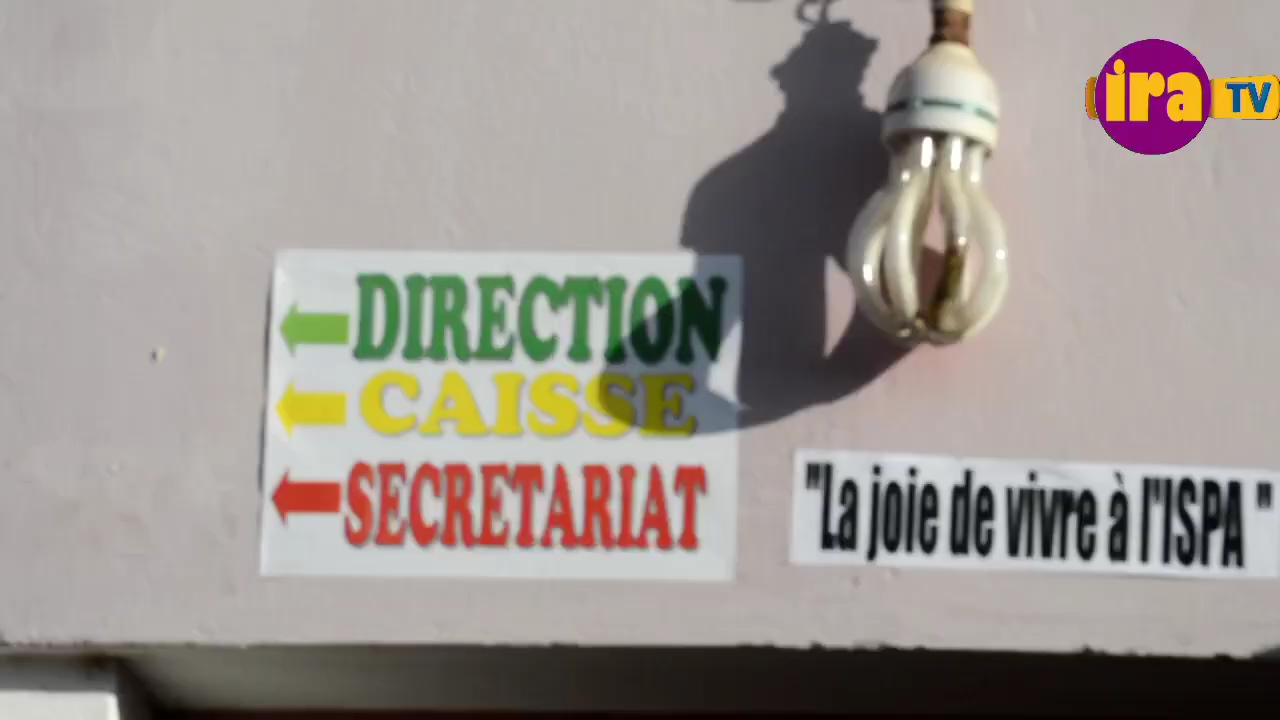 ira TV
DIRECTION
CAISSE
SECRETARIAT
"La joie de vivre à l'ISPA "